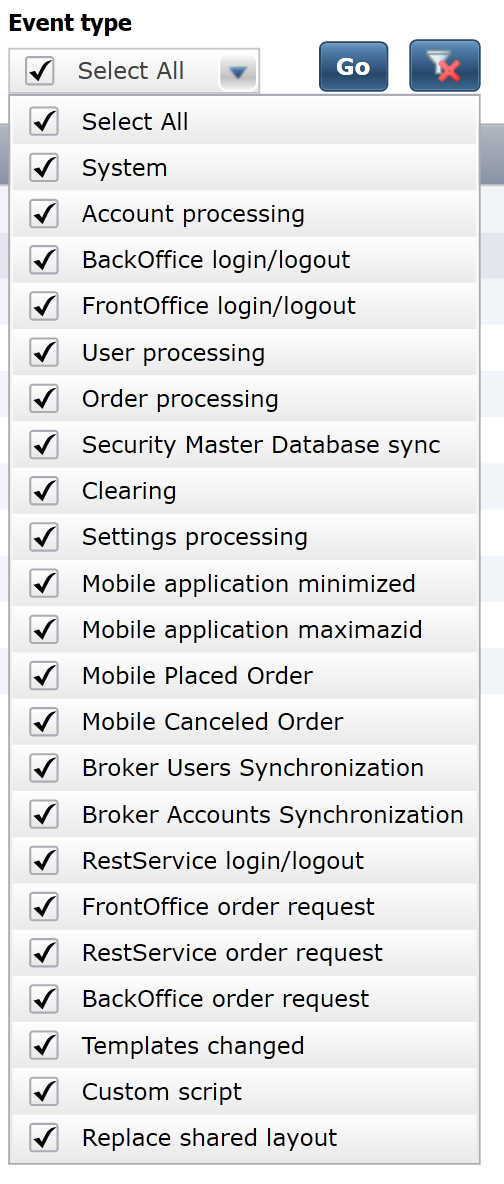 Event type
Select All
Go
Select All
System
Account processing
BackOffice login/logout
FrontOffice login/logout
User processing
Order processing
Security Master Database sync
Clearing
Settings processing
Mobile application minimized
Mobile application maximazid
Mobile Placed Order
Mobile Canceled Order
Broker Users Synchronization
Broker Accounts Synchronization
RestService login/logout
FrontOffice order request
RestService order request
BackOffice order request
Templates changed
Custom script
Replace shared layout